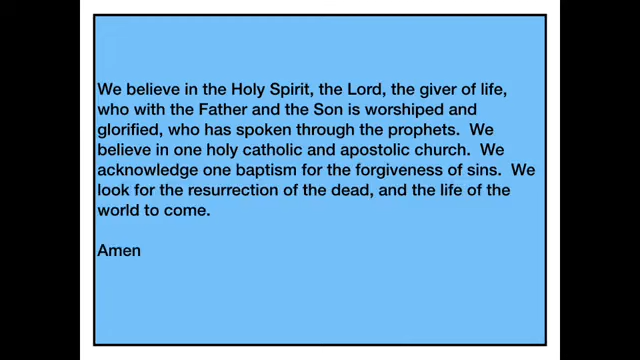 We believe in the Holy Spirit, the Lord, the giver of life,
who with the Father and the Son is worshiped and
glorified, who has spoken through the prophets.  We
believe in one holy catholic and apostolic church.  We
acknowledge one baptism for the forgiveness of sins.  We
look for the resurrection of the dead, and the life of the
world to come.

Amen